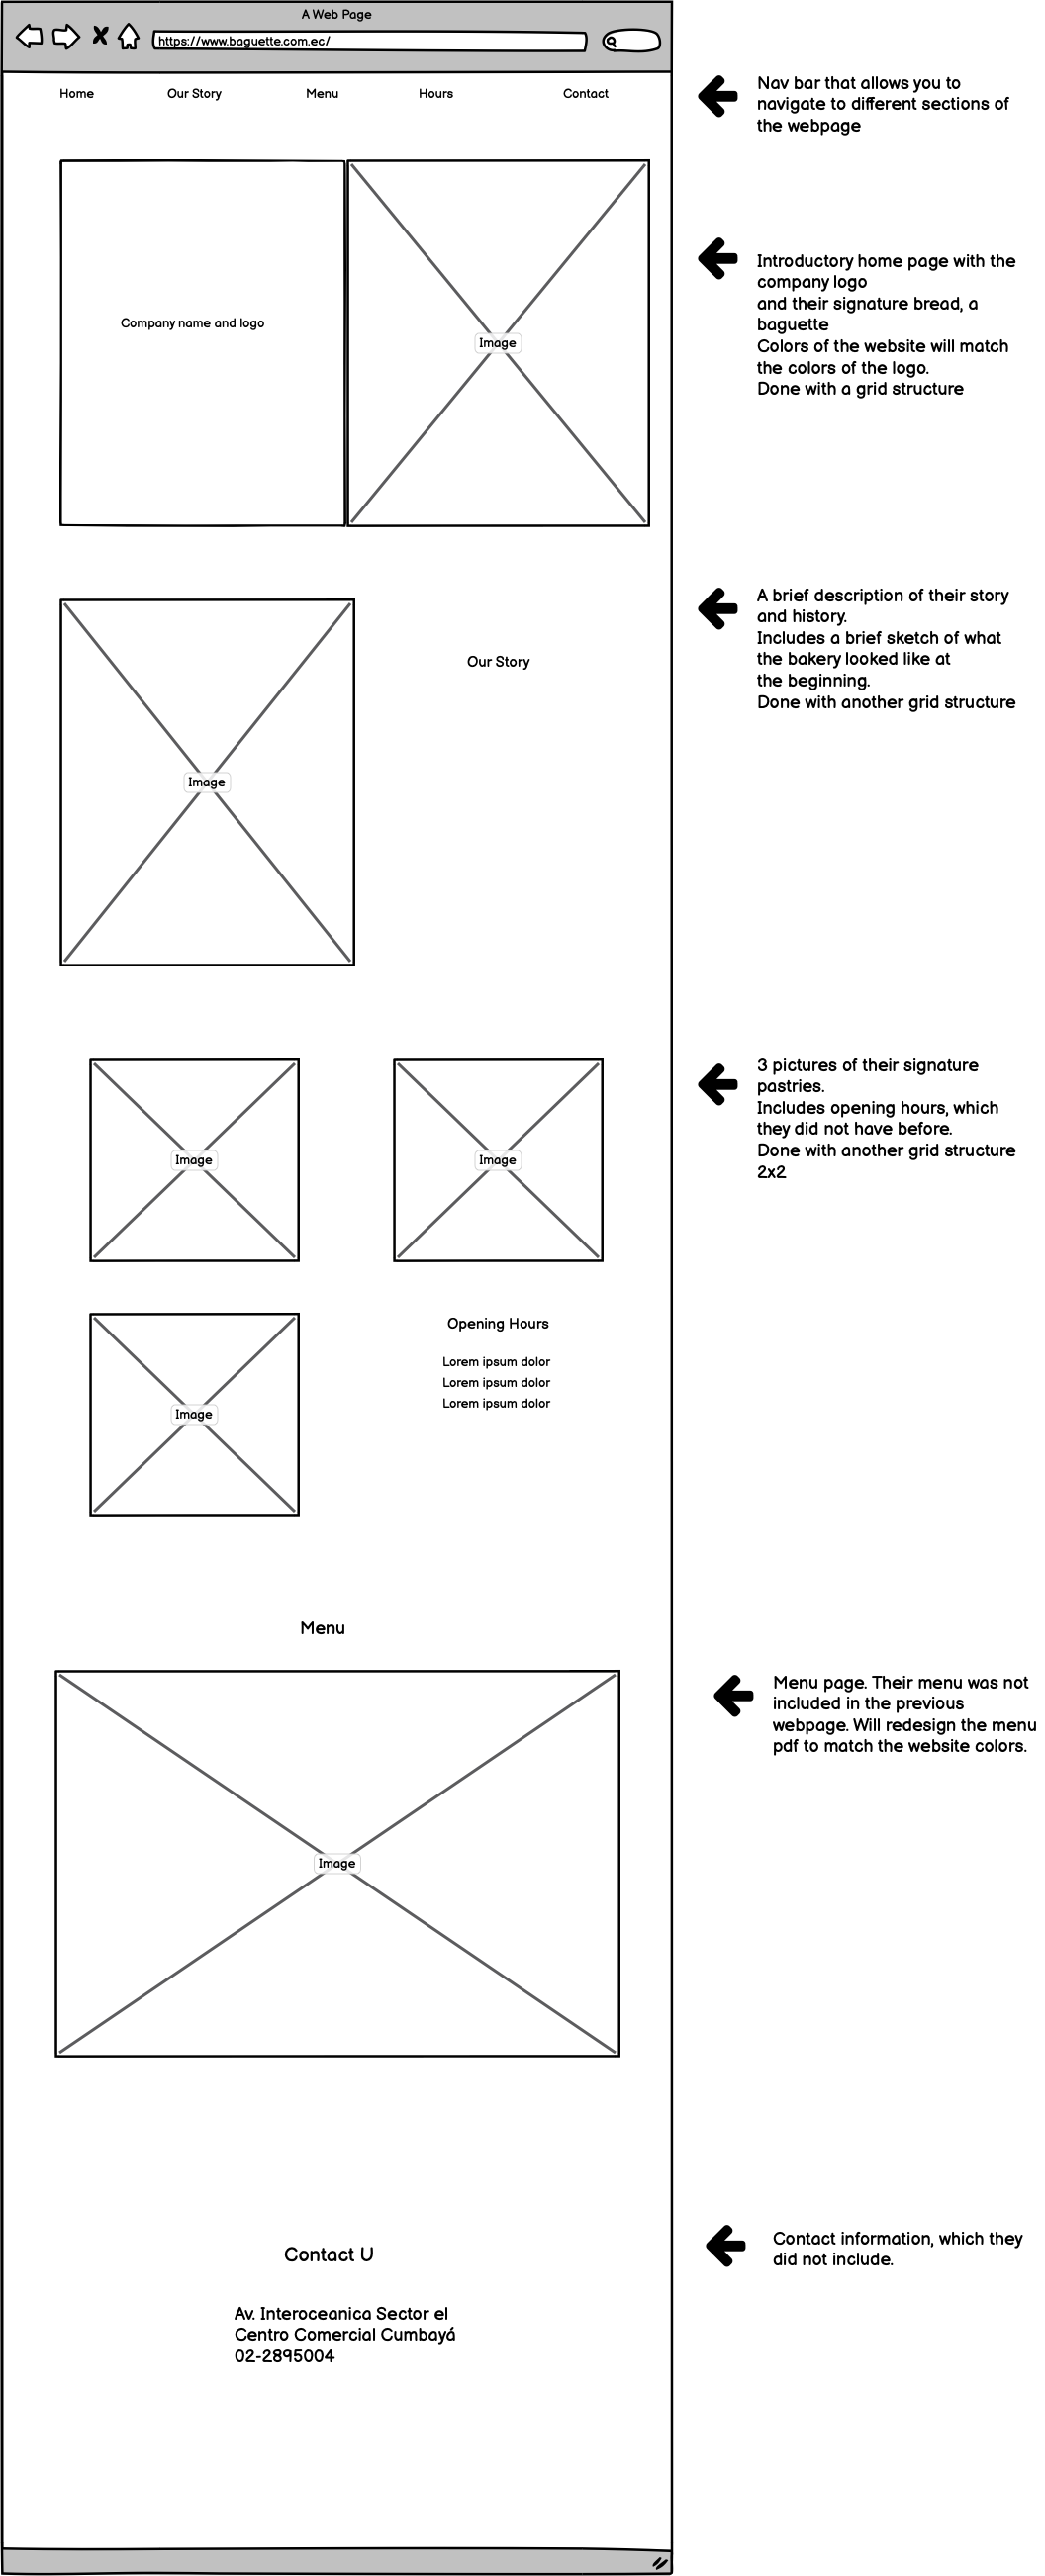 A Web Page
https://www.baguette.com.ec/
Home Our Story Menu Hours Contact
Nav bar that allows you to
navigate to different sections of
the webpage
Company name and logo
Image
Introductory home page with the
company logo
and their signature bread, a
baguette
Colors of the website will match
the colors of the logo.
Done with a grid structure
Image
Our Story
A brief description of their story
and history.
Includes a brief sketch of what
the bakery looked like at
the beginning.
Done with another grid structure
Image
Image
3 pictures of their signature
pastries.
Includes opening hours, which
they did not have before.
Done with another grid structure
2x2
Image
Opening Hours
Lorem ipsum dolor
Lorem ipsum dolor
Lorem ipsum dolor
Menu
Image
Menu page. Their menu was not
included in the previous
webpage. Will redesign the menu
pdf to match the website colors.
Contact U
Av. Interoceanica Sector el
Centro Comercial Cumbayá
02-2895004
Contact information, which they
did not include.